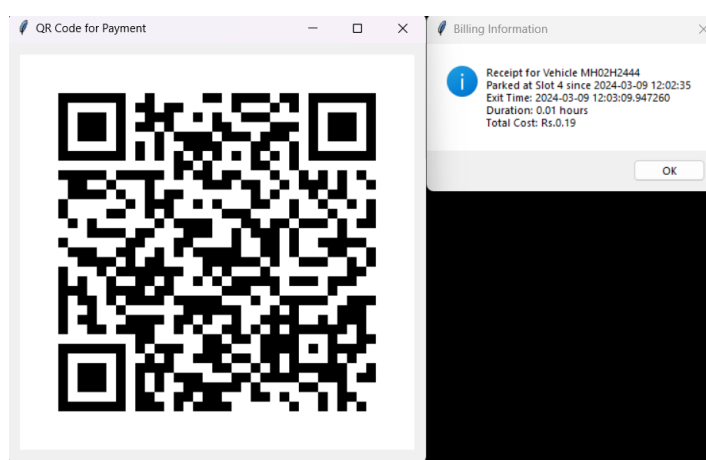 QR Code for Payment
Billing Information
Receipt for Vehicle MH02H2444
Parked at Slot 4 since 2024-03-09 12:02:35
Exit Time: 2024-03-09 12:03:09.947260
Duration: 0.01 hours
Total Cost: Rs.0.19
OK